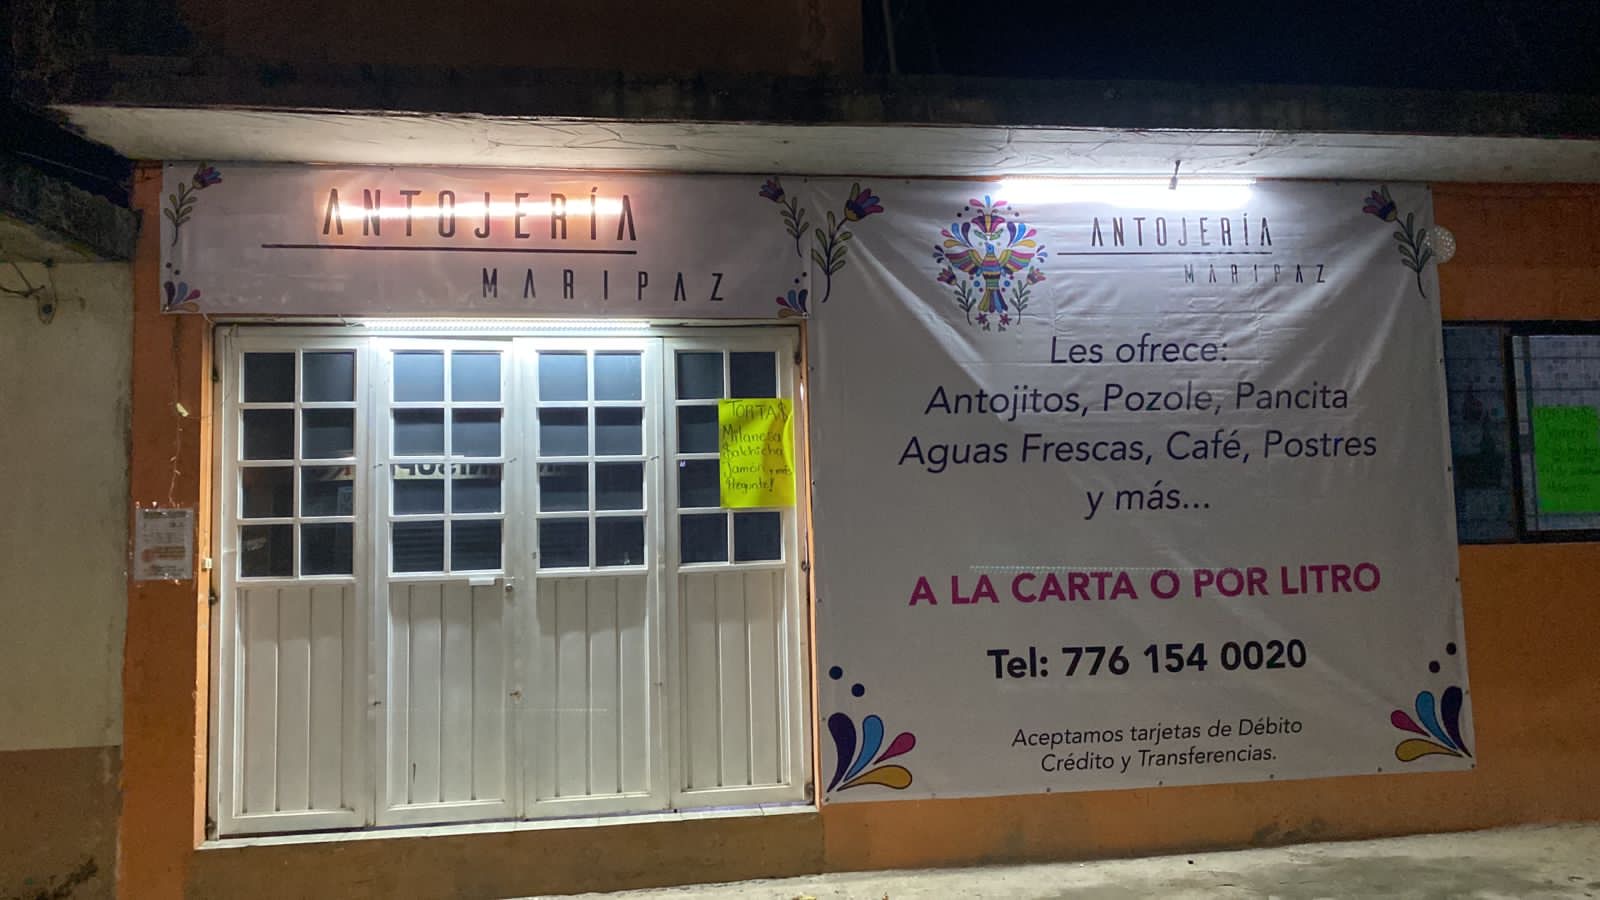 ANTOJERÍA
MARIPAZ
TORTAS
Milanesa
Salchicha
Jamón y más
Pregunte!
ANTOJERÍA
MARIPAZ
Les ofrece:
Antojitos, Pozole, Pancita
Aguas Frescas, Café, Postres
y más...
A LA CARTA O POR LITRO
Tel: 776 154 0020
Aceptamos tarjetas de Débito
Crédito y Transferencias.